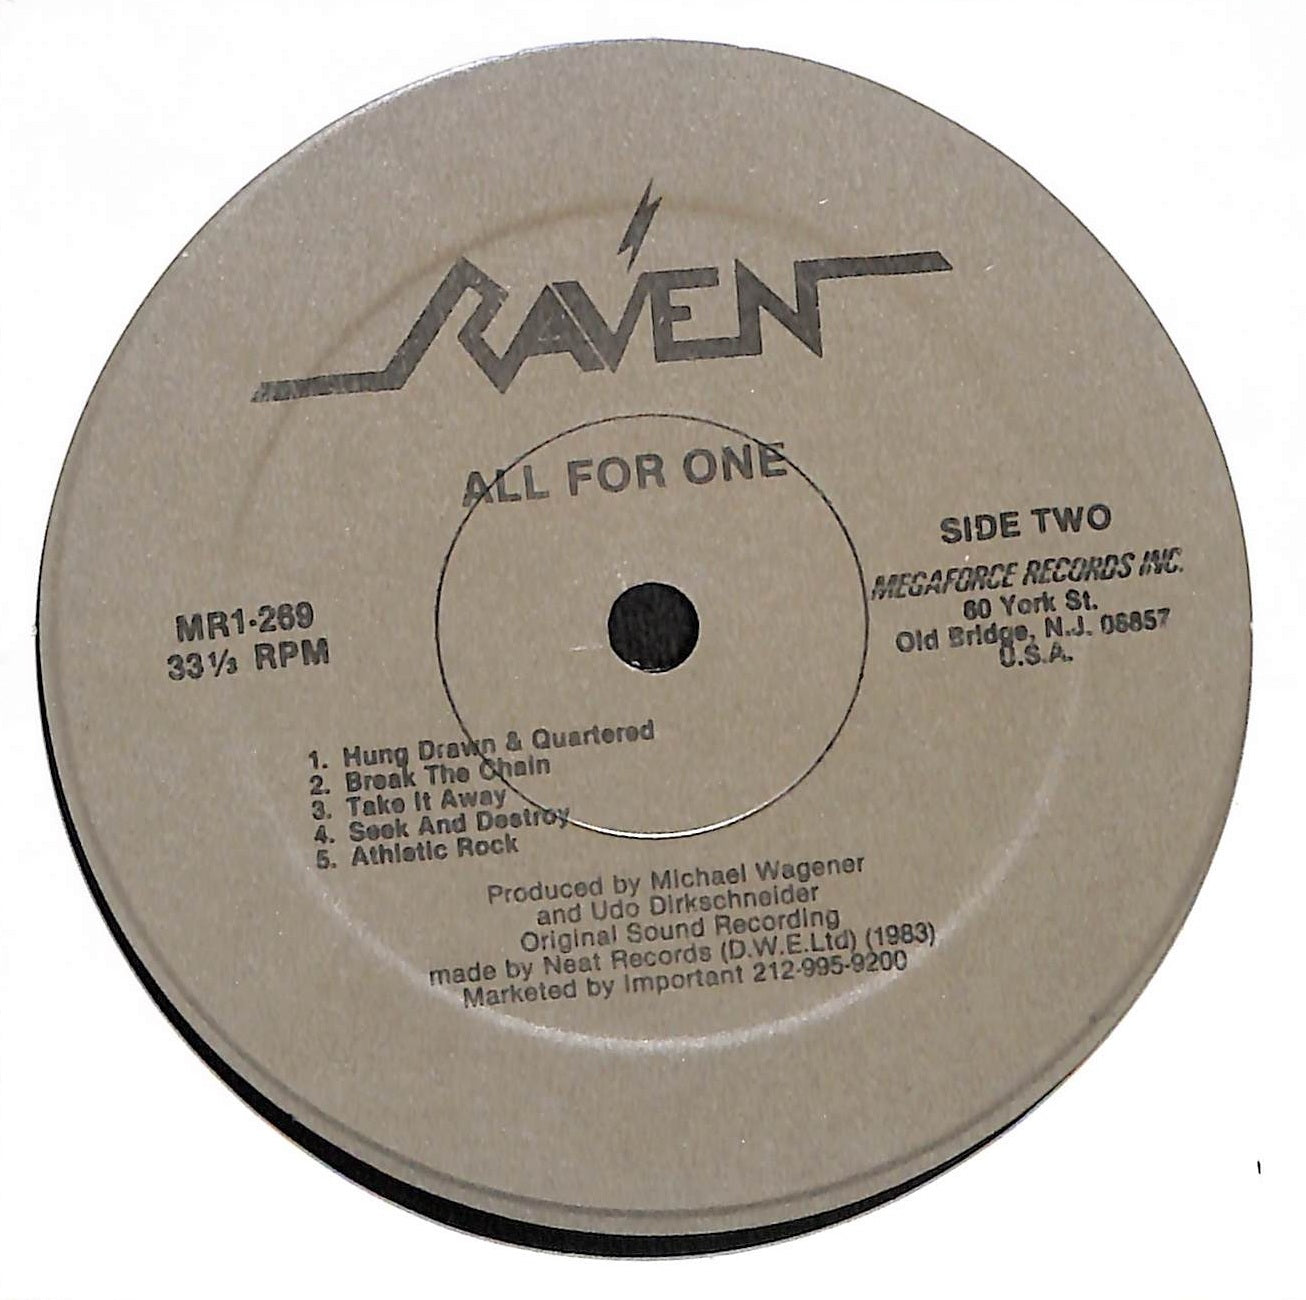 RAVEN
ALL FOR ONE
SIDE TWO
MEGAFORCE RECORDS INC.
60 York St.
Old Bridge, N.J. 06857
U.S.A.
MR1-269
33⅓ RPM
1. Hung Drawn & Quartered
2. Break The Chain
3. Take It Away
4. Seek And Destroy
5. Athletic Rock
Produced by Michael Wagener
and Udo Dirkschneider
Original Sound Recording
made by Neat Records (D.W.E.Ltd) (1983)
Marketed by Important 212-995-9200